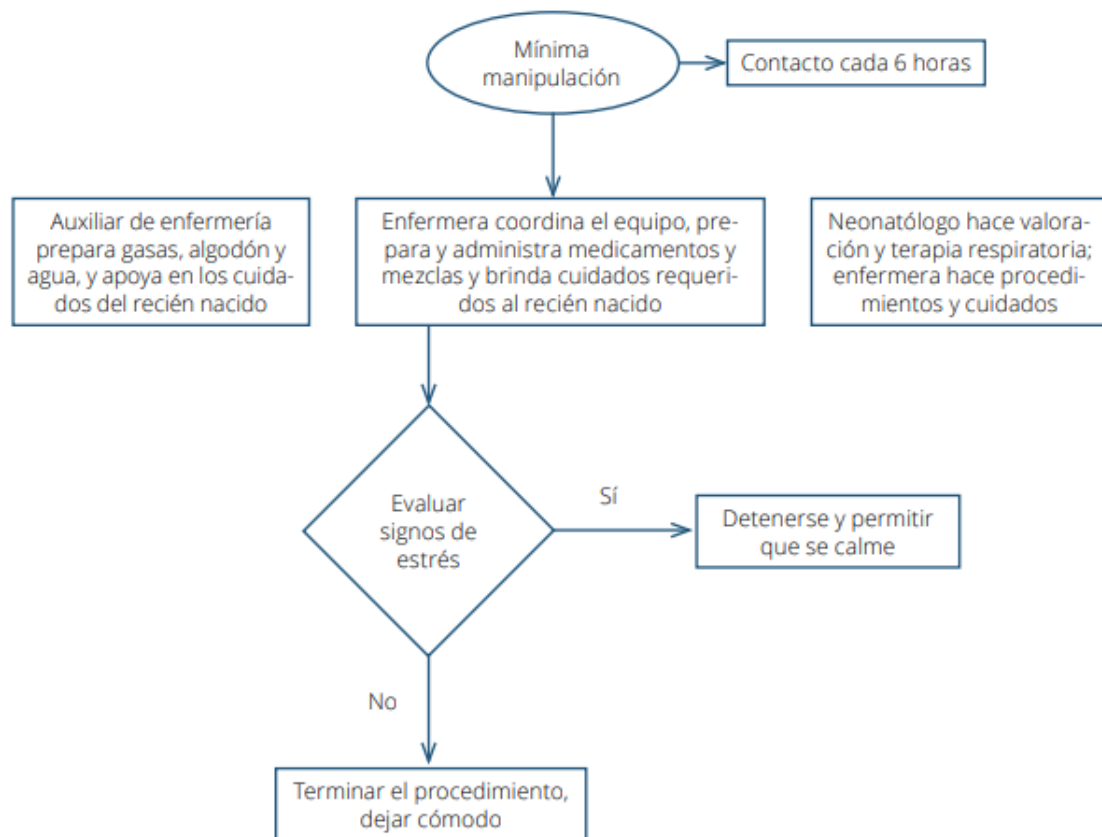 Mínima
manipulación
Contacto cada 6 horas
Auxiliar de enfermería
prepara gasas, algodón y
agua, y apoya en los cuida-
dos del recién nacido
Enfermera coordina el equipo, pre-
para y administra medicamentos y
mezclas y brinda cuidados requeri-
dos al recién nacido
Neonatólogo hace valora-
ción y terapia respiratoria;
enfermera hace procedi-
mientos y cuidados
Evaluar
signos de
estrés
Sí
Detenerse y permitir
que se calme
No
Terminar el procedimiento,
dejar cómodo